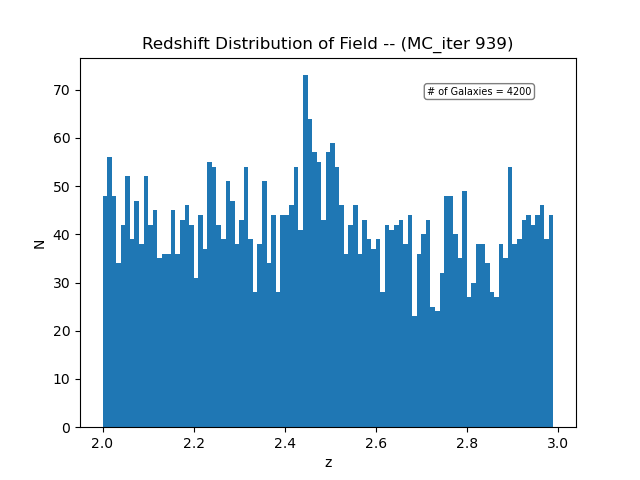 Redshift Distribution of Field -- (MC_iter 939)
# of Galaxies = 4200
70
60
50
40
30
20
10
0
N
2.0 2.2 2.4 2.6 2.8 3.0
z